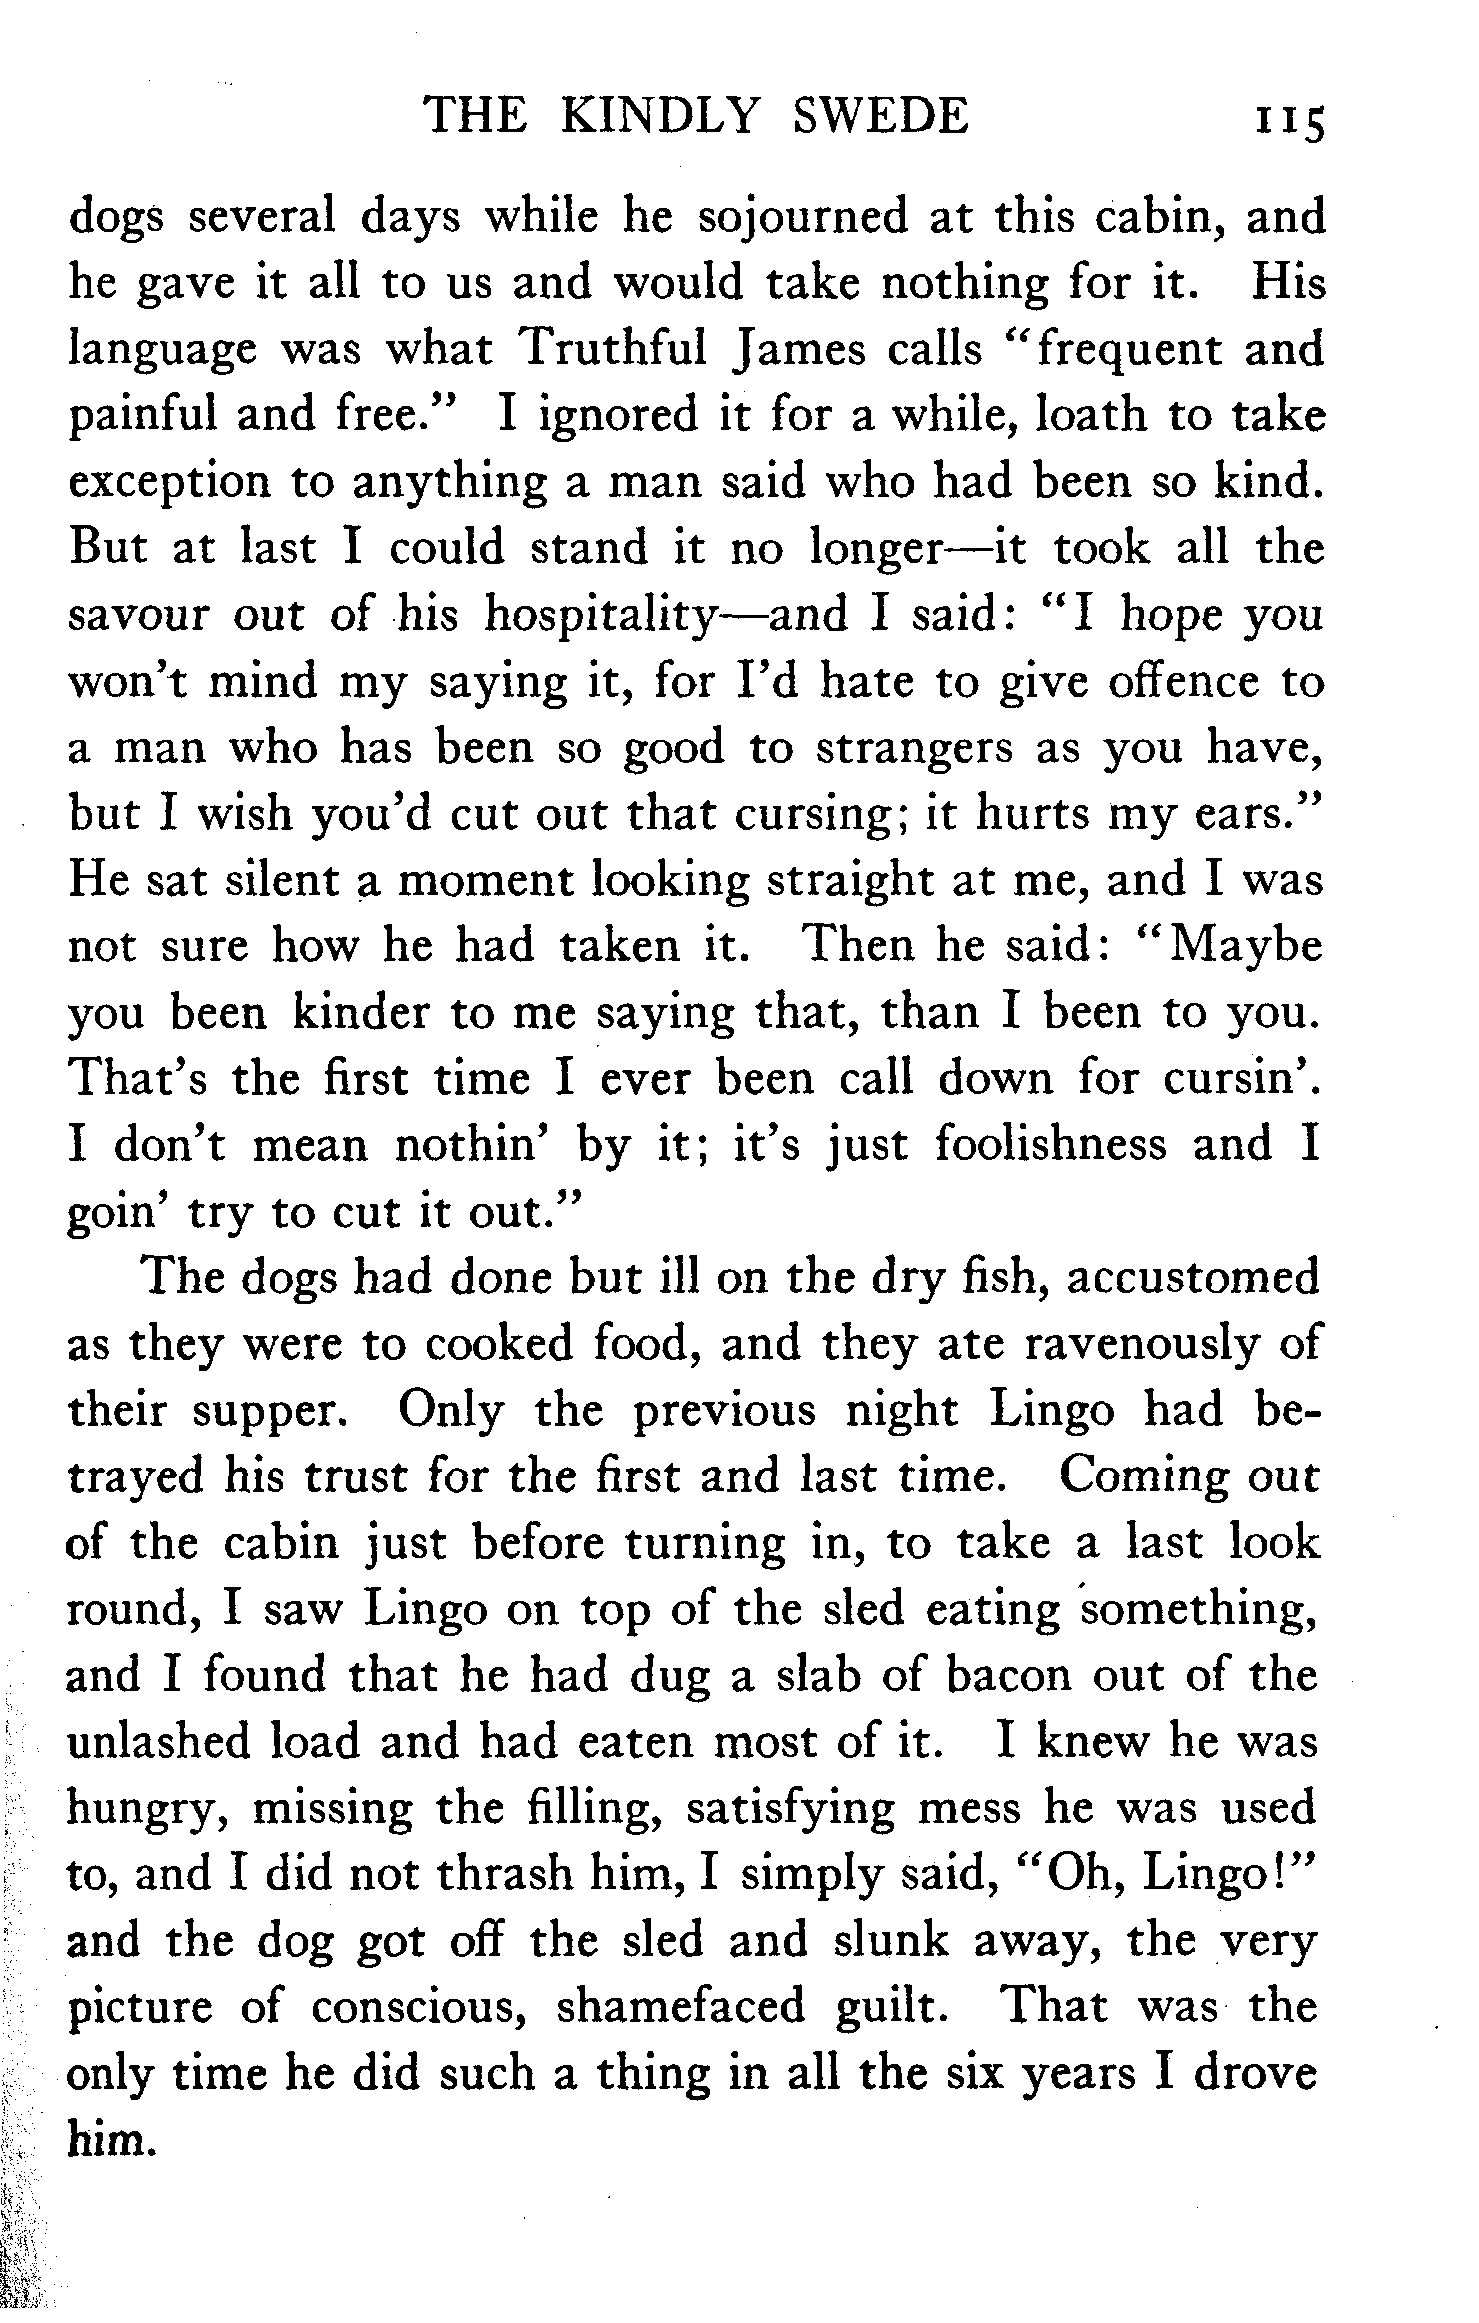 THE KINDLY SWEDE 115
dogs several days while he sojourned at this cabin, and
he gave it all to us and would take nothing for it. His
language was what Truthful James calls "frequent and
painful and free." I ignored it for a while, loath to take
exception to anything a man said who had been so kind.
But at last I could stand it no longer—it took all the
savour out of his hospitality—and I said: "I hope you
won't mind my saying it, for I'd hate to give offence to
a man who has been so good to strangers as you have,
but I wish you'd cut out that cursing; it hurts my ears."
He sat silent a moment looking straight at me, and I was
not sure how he had taken it. Then he said: "Maybe
you been kinder to me saying that, than I been to you.
That's the first time I ever been call down for cursin'.
I don't mean nothin' by it; it's just foolishness and I
goin' try to cut it out."
The dogs had done but ill on the dry fish, accustomed
as they were to cooked food, and they ate ravenously of
their supper. Only the previous night Lingo had be-
trayed his trust for the first and last time. Coming out
of the cabin just before turning in, to take a last look
round, I saw Lingo on top of the sled eating something,
and I found that he had dug a slab of bacon out of the
unlashed load and had eaten most of it. I knew he was
hungry, missing the filling, satisfying mess he was used
to, and I did not thrash him, I simply said, "Oh, Lingo!"
and the dog got off the sled and slunk away, the very
picture of conscious, shamefaced guilt. That was the
only time he did such a thing in all the six years I drove
him.